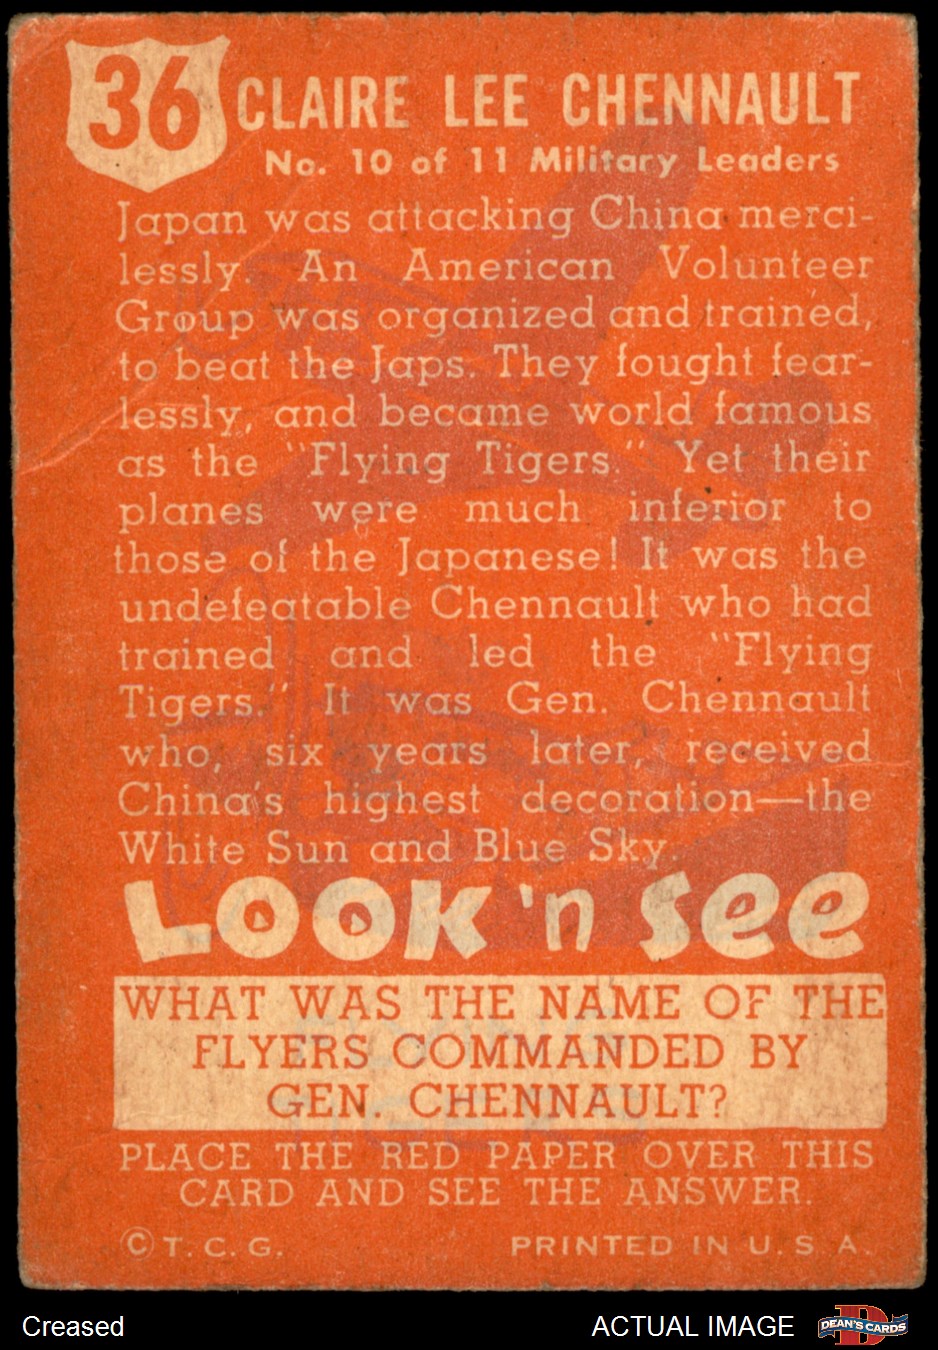 36
CLAIRE LEE CHENNAULT
No. 10 of 11 Military Leaders
Japan was attacking China merci-
lessly. An American Volunteer
Group was organized and trained,
to beat the Japs. They fought fear-
lessly, and became world famous
as the "Flying Tigers." Yet their
planes were much inferior to
those of the Japanese! It was the
undefeatable Chennault who had
trained and led the "Flying
Tigers." It was Gen. Chennault
who, six years later, received
China's highest decoration—the
White Sun and Blue Sky.
LOOK 'n SEE
WHAT WAS THE NAME OF THE
FLYERS COMMANDED BY
GEN. CHENNAULT?
FLYING
TIGERS
PLACE THE RED PAPER OVER THIS
CARD AND SEE THE ANSWER.
© T. C. G. PRINTED IN U. S. A.
Creased ACTUAL IMAGE
D
DEAN'S CARDS